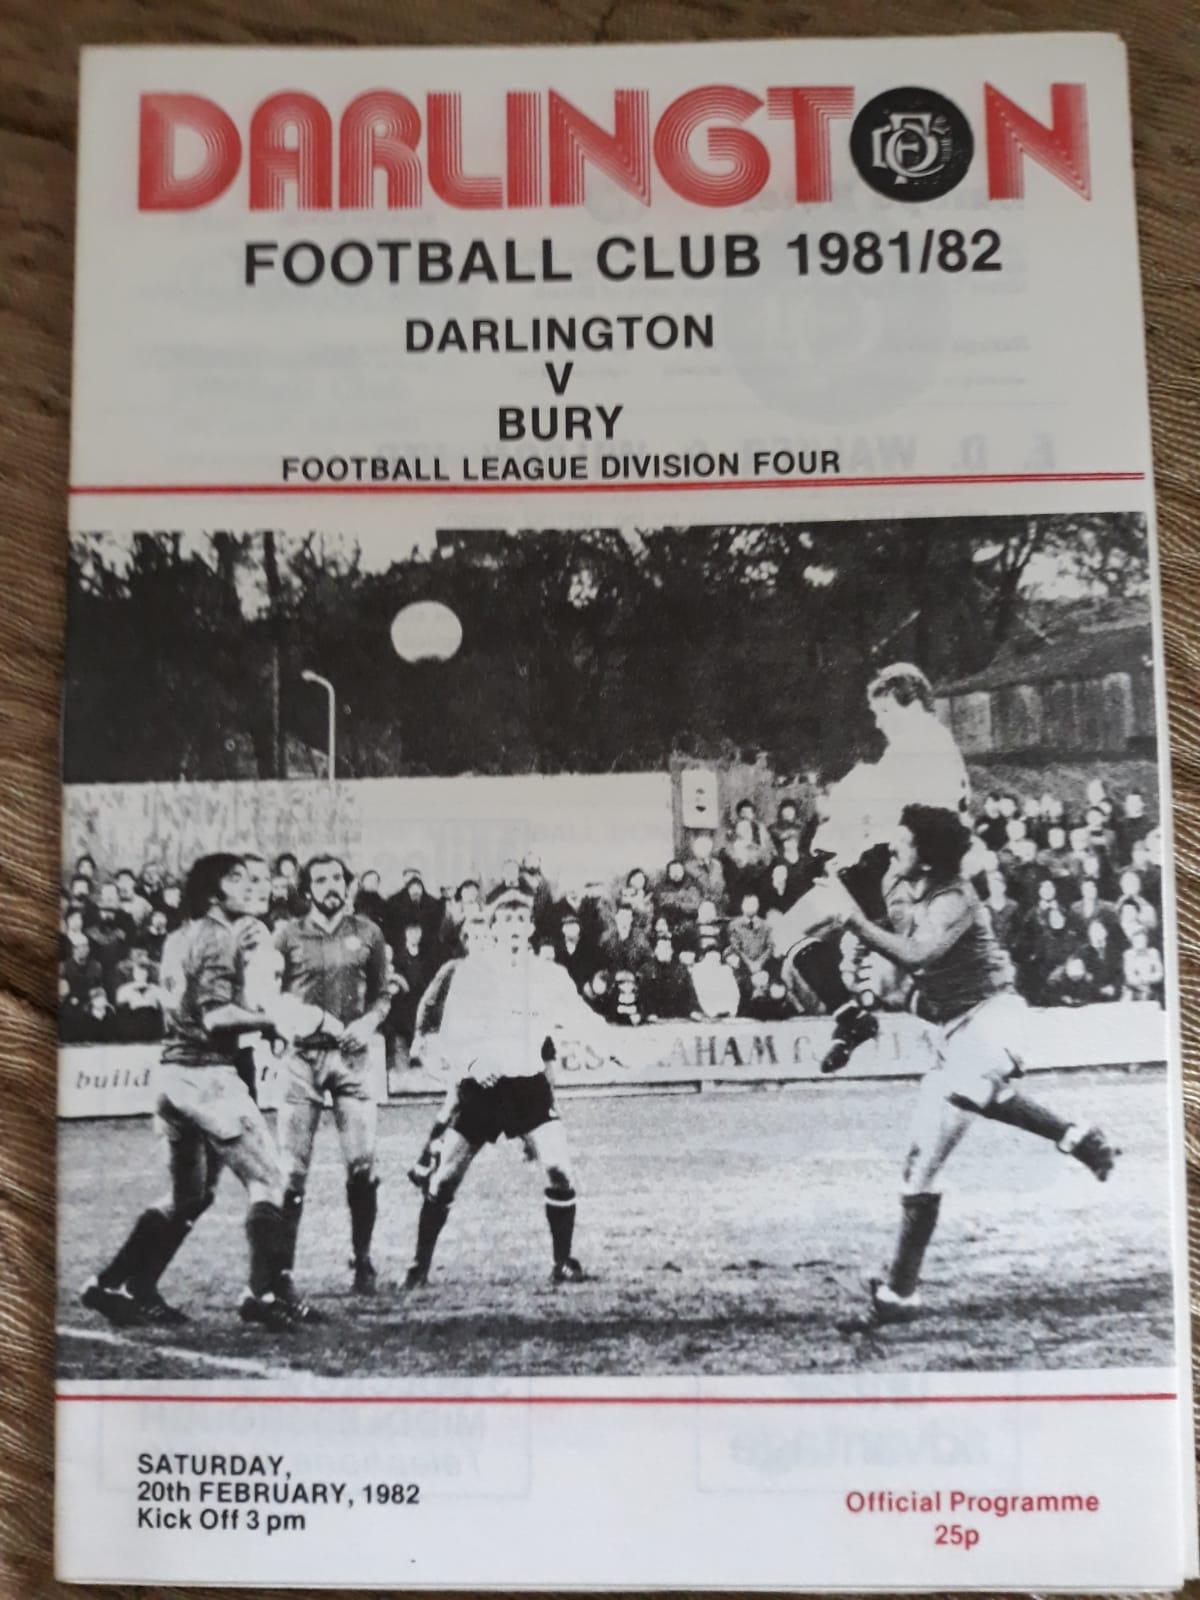 DARLINGTON
FOOTBALL CLUB 1981/82
DARLINGTON
V
BURY
FOOTBALL LEAGUE DIVISION FOUR
build
SATURDAY,
20th FEBRUARY, 1982
Kick Off 3 pm
Official Programme
25p